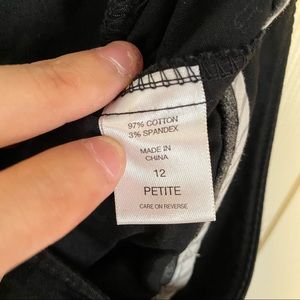 97% COTTON
3% SPANDEX
MADE IN
CHINA
12
PETITE
CARE ON REVERSE